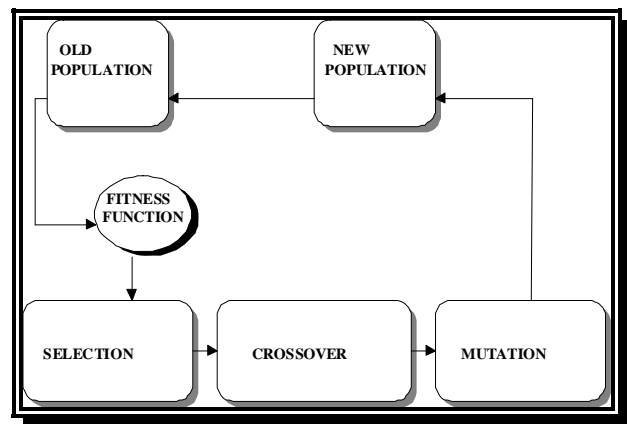 OLD
POPULATION
NEW
POPULATION
FITNESS
FUNCTION
SELECTION
CROSSOVER
MUTATION